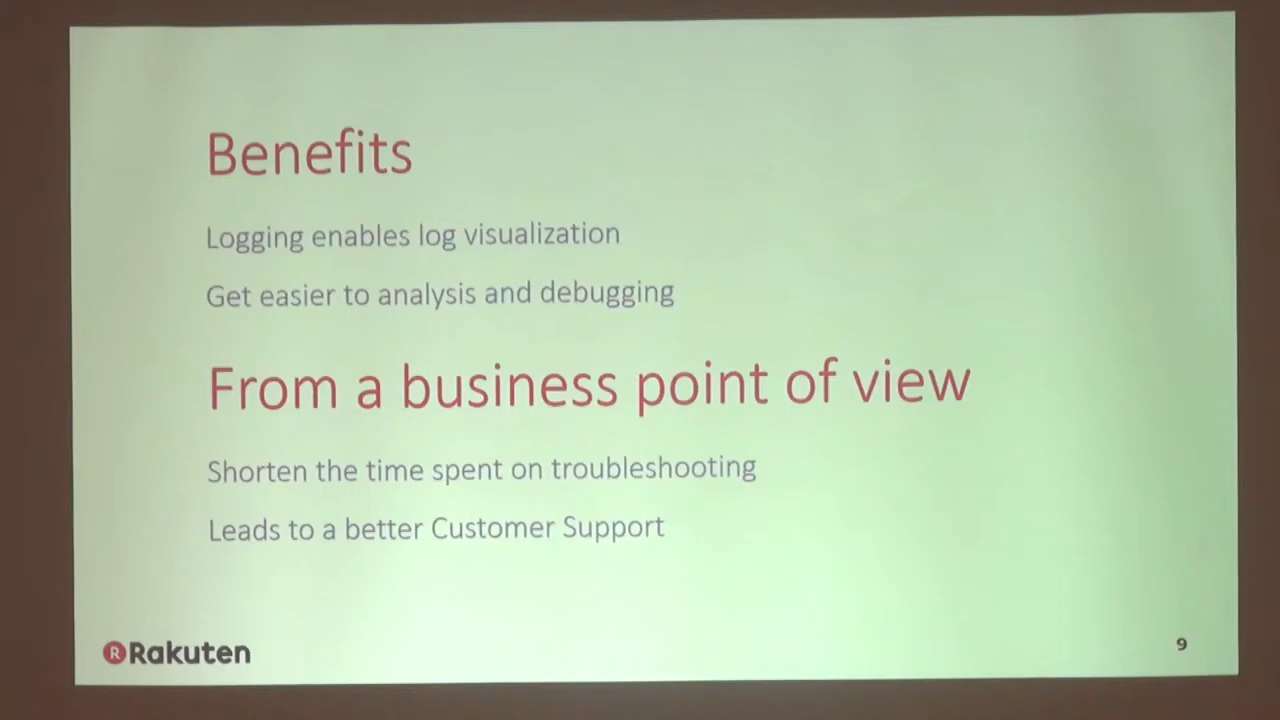 Benefits
Logging enables log visualization
Get easier to analysis and debugging
From a business point of view
Shorten the time spent on troubleshooting
Leads to a better Customer Support
R Rakuten
9